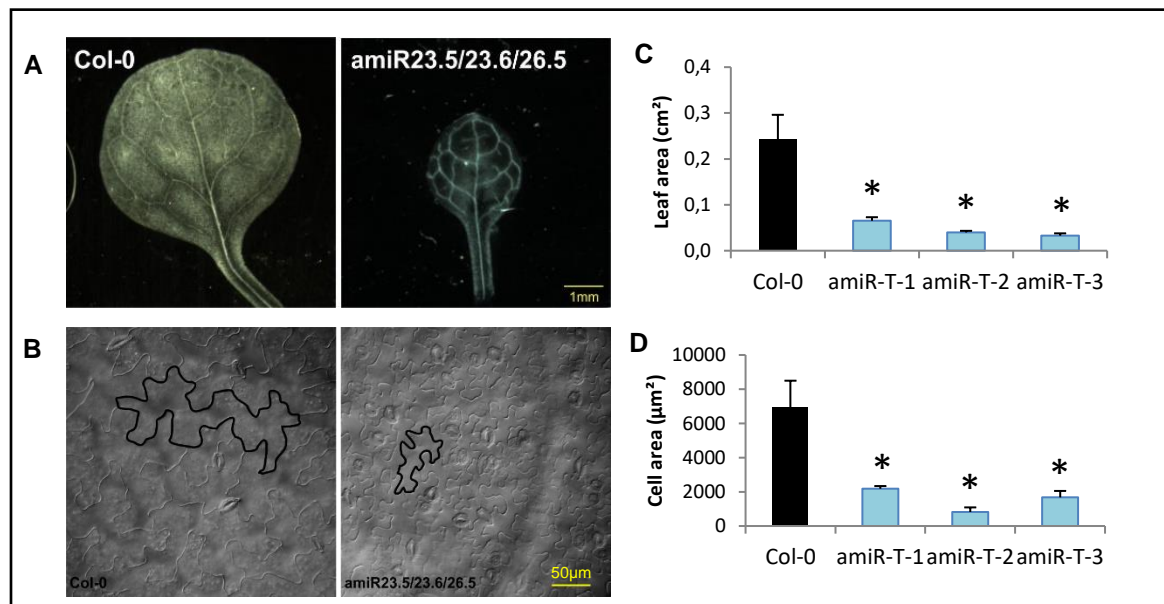 A
Col-0
amiR23.5/23.6/26.5
1mm
B
Col-0
amiR23.5/23.6/26.5
50µm
C
Leaf area (cm²)
0,4
0,3
0,2
0,1
0,0
* * *
Col-0 amiR-T-1 amiR-T-2 amiR-T-3
D
Cell area (µm²)
10000
8000
6000
4000
2000
0
* * *
Col-0 amiR-T-1 amiR-T-2 amiR-T-3